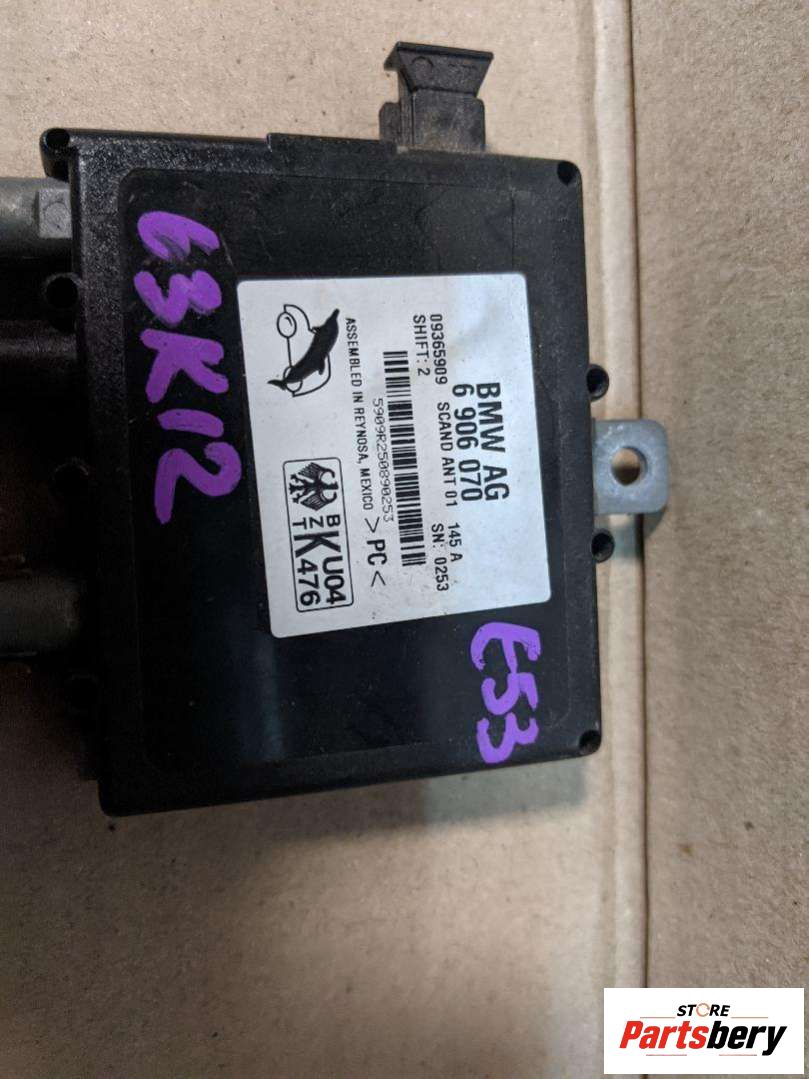 63K12
BMW AG
6 906 070
09365909 SCAND ANT 01 145 A
SHIFT: 2 SN: 0253
5909R250890253
ASSEMBLED IN REYNOSA, MEXICO >PC<
B
Z K U04
T 476
E53
STORE
Partsbery